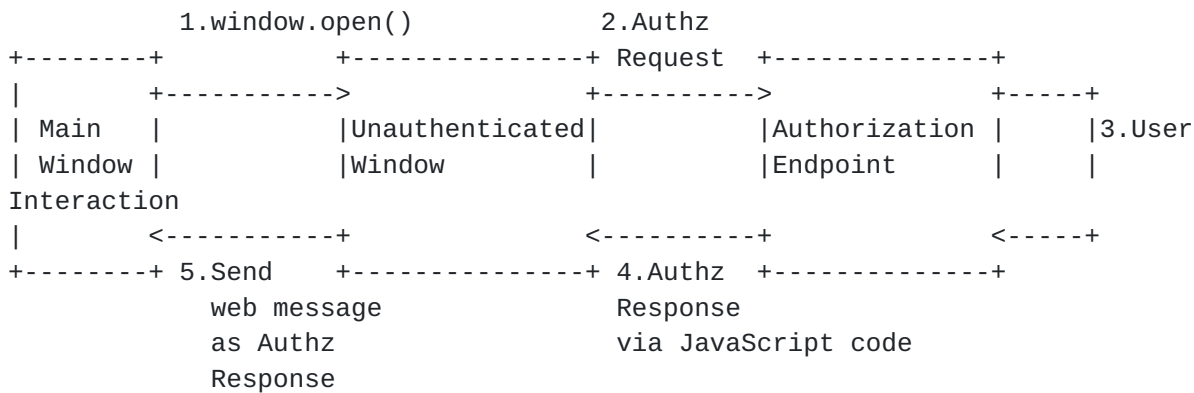 1.window.open()            2.Authz
+--------+           +---------------+ Request  +--------------+
|        +----------->               +---------->              +-----+
| Main   |           |Unauthenticated|          |Authorization |     |3.User
| Window |           |Window         |          |Endpoint      |     |
Interaction
|        <-----------+               <----------+              <-----+
+--------+ 5.Send    +---------------+ 4.Authz  +--------------+
             web message               Response
             as Authz                  via JavaScript code
             Response